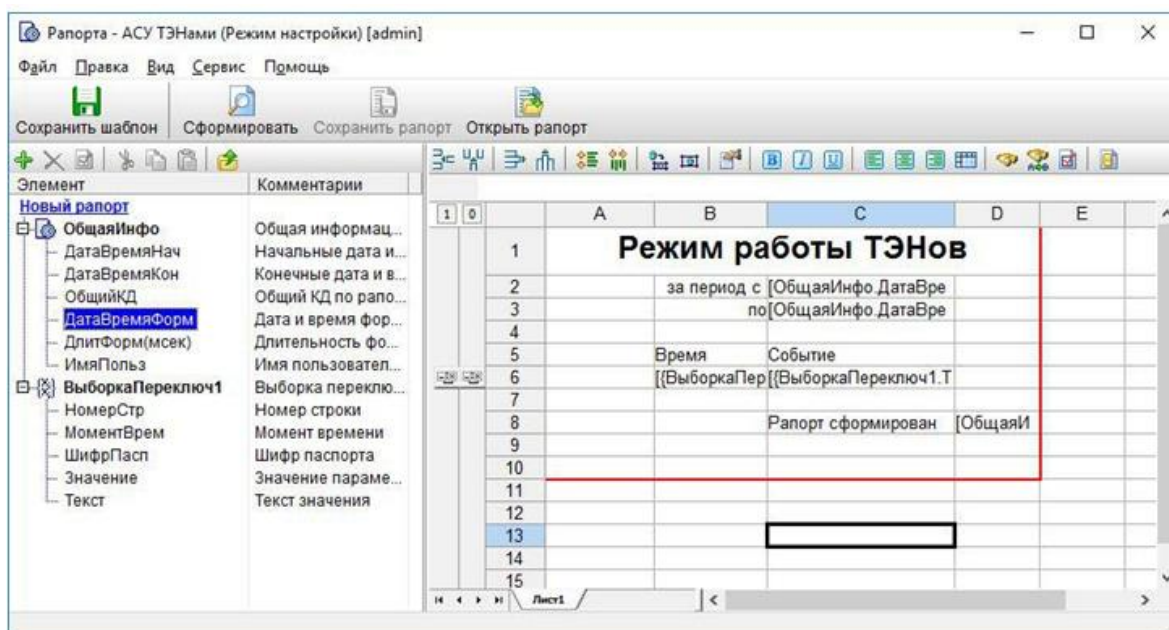 Рапорта - АСУ ТЭНами (Режим настройки) [admin]
Файл Правка Вид Сервис Помощь
Сохранить шаблон Сформировать Сохранить рапорт Открыть рапорт
Элемент Комментарии
Новый рапорт
ОбщаяИнфо Общая информац...
ДатаВремяНач Начальные дата и...
ДатаВремяКон Конечные дата и в...
ОбщийКД Общий КД по рапо...
ДатаВремяФорм Дата и время фор...
ДлитФорм(мсек) Длительность фо...
ИмяПольз Имя пользовател...
ВыборкаПереключ1 Выборка переклю...
НомерСтр Номер строки
МоментВрем Момент времени
ШифрПасп Шифр паспорта
Значение Значение параме...
Текст Текст значения
1 0 A B C D E
1 Режим работы ТЭНов
2 за период с [ОбщаяИнфо.ДатаВре
3 по [ОбщаяИнфо.ДатаВре
4
5 Время Событие
6 [{ВыборкаПер [{ВыборкаПереключ1.Т
7
8 Рапорт сформирован [ОбщаяИ
9
10
11
12
13
14
15
Лист1